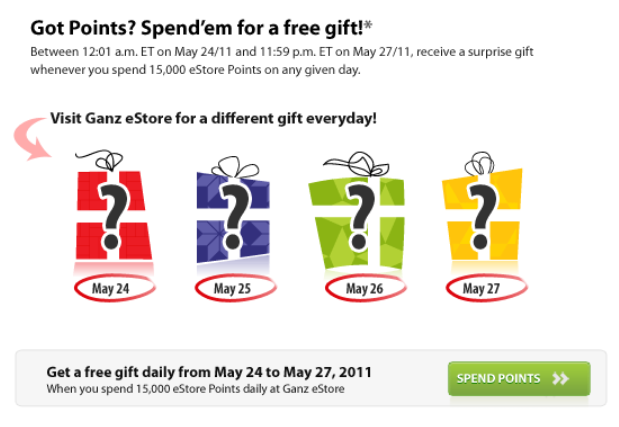 Got Points? Spend'em for a free gift!*
Between 12:01 a.m. ET on May 24/11 and 11:59 p.m. ET on May 27/11, receive a surprise gift
whenever you spend 15,000 eStore Points on any given day.
Visit Ganz eStore for a different gift everyday!
? ? ? ?
May 24 May 25 May 26 May 27
Get a free gift daily from May 24 to May 27, 2011
When you spend 15,000 eStore Points daily at Ganz eStore
SPEND POINTS